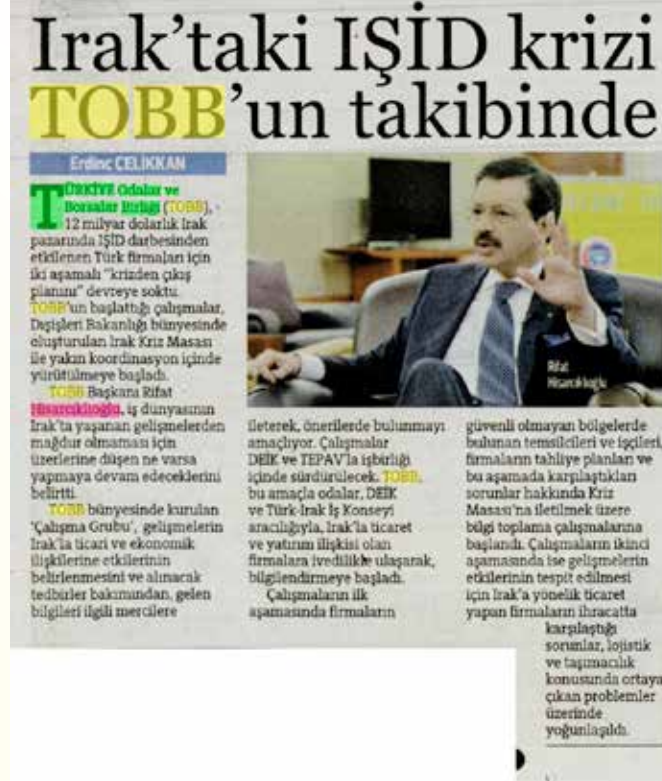 Irak'taki IŞİD krizi
TOBB'un takibinde
Erdinç ÇELİKKAN
TÜRKİYE Odalar ve
Borsalar Birliği (TOBB),
12 milyar dolarlık Irak
pazarında IŞİD darbesinden
etkilenen Türk firmaları için
iki aşamalı "krizden çıkış
planını" devreye soktu.
TOBB'un başlattığı çalışmalar,
Dışişleri Bakanlığı bünyesinde
oluşturulan Irak Kriz Masası
ile yakın koordinasyon içinde
yürütülmeye başladı.
TOBB Başkanı Rifat
Hisarcıklıoğlu, iş dünyasının
Irak'ta yaşanan gelişmelerden
mağdur olmaması için
üzerlerine düşen ne varsa
yapmaya devam edeceklerini
belirtti.
TOBB bünyesinde kurulan
'Çalışma Grubu', gelişmelerin
Irak'la ticari ve ekonomik
ilişkilerine etkilerinin
belirlenmesini ve alınacak
tedbirler bakımından, gelen
bilgileri ilgili mercilere
Rifat
Hisarcıklıoğlu
ileterek, önerilerde bulunmayı
amaçlıyor. Çalışmalar
DEİK ve TEPAV'la işbirliği
içinde sürdürülecek. TOBB,
bu amaçla odalar, DEİK
ve Türk-Irak İş Konseyi
aracılığıyla, Irak'la ticaret
ve yatırım ilişkisi olan
firmalara ivedilikle ulaşarak,
bilgilendirmeye başladı.
Çalışmaların ilk
aşamasında firmaların
güvenli olmayan bölgelerde
bulunan temsilcileri ve işçileri,
firmaların tahliye planları ve
bu aşamada karşılaştıkları
sorunlar hakkında Kriz
Masası'na iletilmek üzere
bilgi toplama çalışmalarına
başlandı. Çalışmaların ikinci
aşamasında ise gelişmelerin
etkilerinin tespit edilmesi
için Irak'a yönelik ticaret
yapan firmaların ihracatta
karşılaştığı
sorunlar, lojistik
ve taşımacılık
konusunda ortaya
çıkan problemler
üzerinde
yoğunlaşıldı.